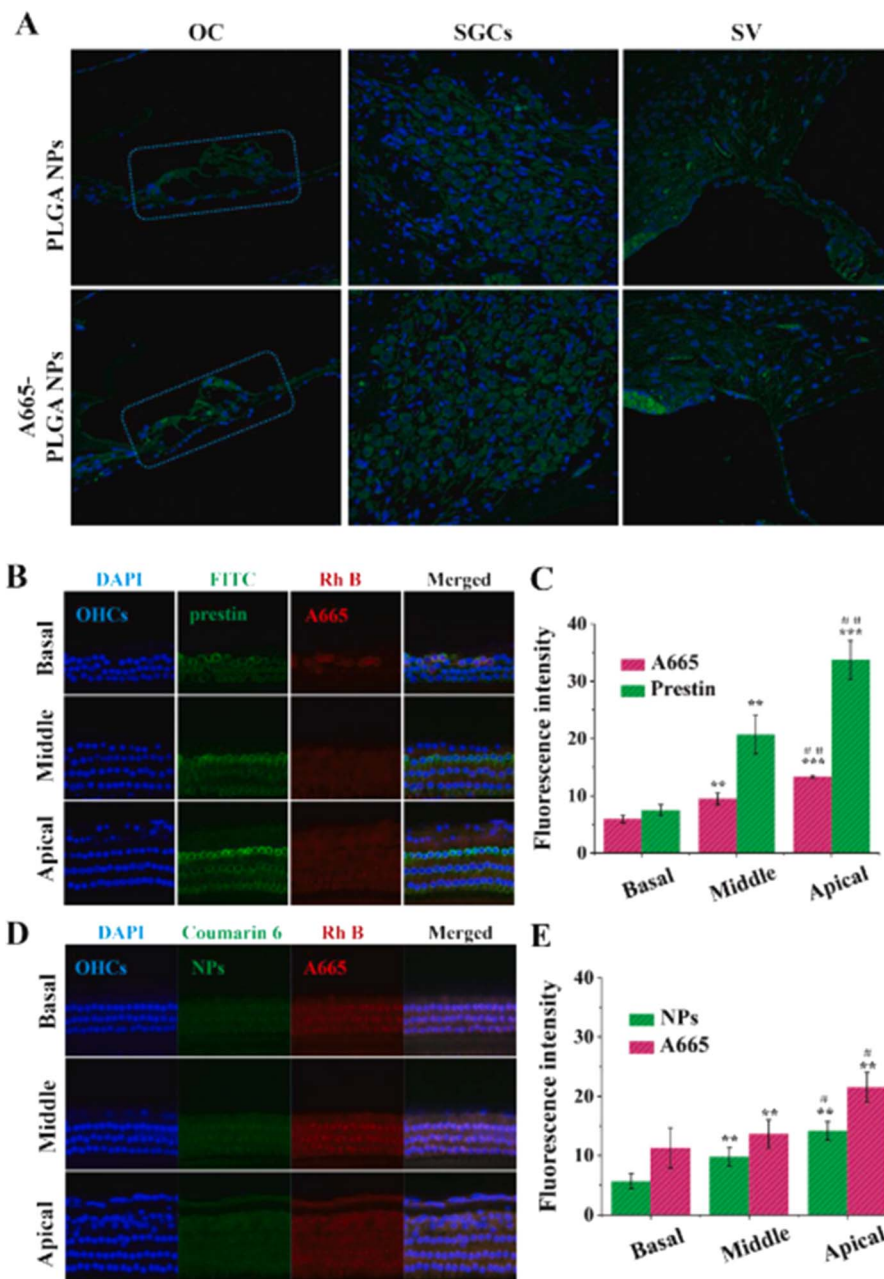 A
OC SGCs SV
PLGA NPs
A665-
PLGA NPs
B
DAPI FITC Rh B Merged
OHCs prestin A665
Basal
Middle
Apical
C
Fluorescence intensity
40
30
20
10
0
A665
Prestin
**
**
##
***
##
***
Basal Middle Apical
D
DAPI Coumarin 6 Rh B Merged
OHCs NPs A665
Basal
Middle
Apical
E
Fluorescence intensity
40
30
20
10
0
NPs
A665
**
**
#
**
#
**
Basal Middle Apical